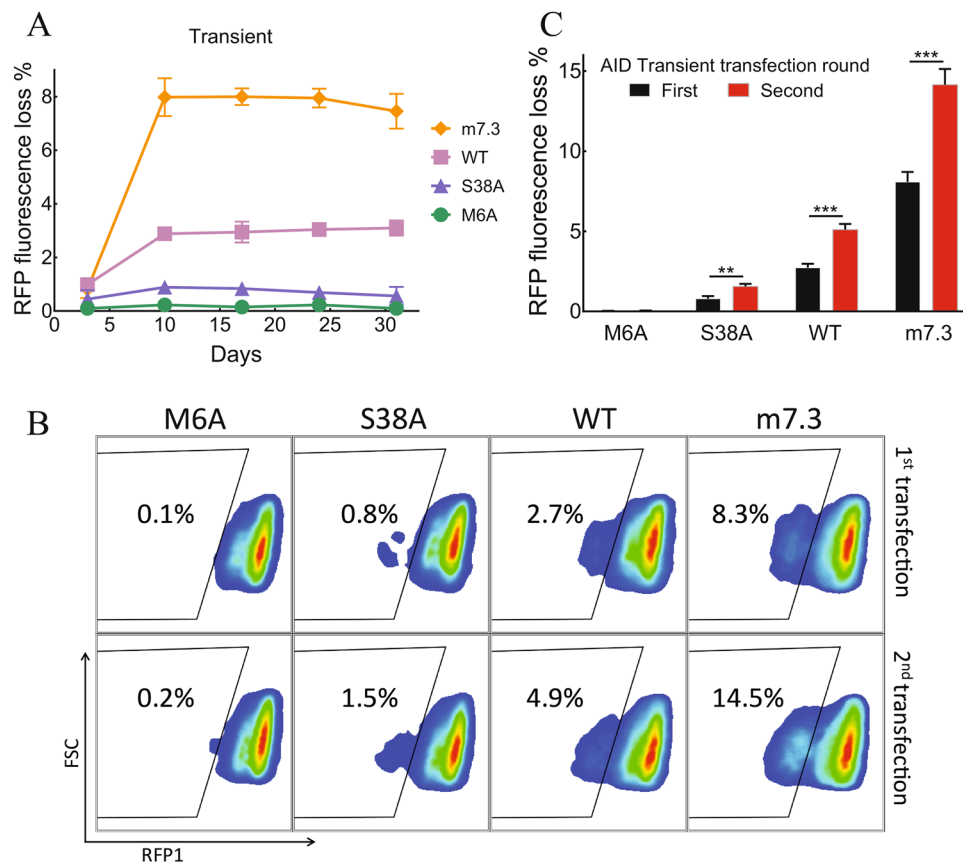 A
Transient
RFP fluorescence loss %
8
6
4
2
0
0 5 10 15 20 25 30
Days
m7.3
WT
S38A
M6A
C
RFP fluorescence loss %
15
10
5
0
AID Transient transfection round
First Second
**
***
***
M6A S38A WT m7.3
B
M6A S38A WT m7.3
0.1% 0.8% 2.7% 8.3%
1st transfection
0.2% 1.5% 4.9% 14.5%
2nd transfection
FSC
RFP1